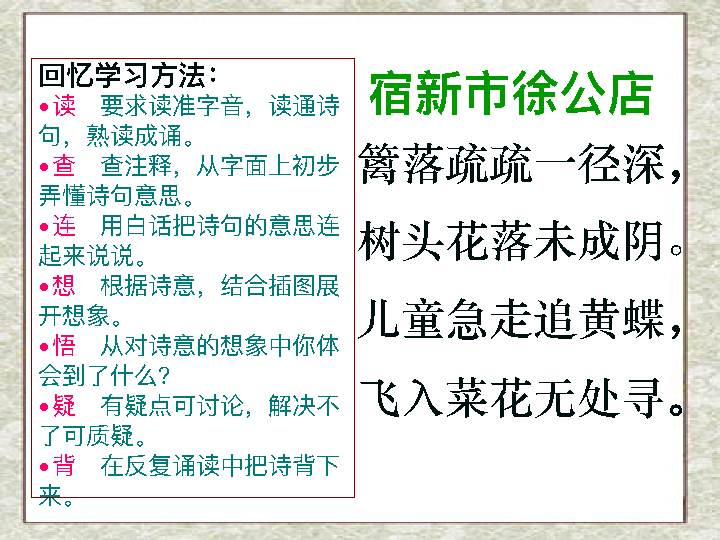 回忆学习方法：
•读　要求读准字音，读通诗
句，熟读成诵。
•查　查注释，从字面上初步
弄懂诗句意思。
•连　用白话把诗句的意思连
起来说说。
•想　根据诗意，结合插图展
开想象。
•悟　从对诗意的想象中你体
会到了什么？
•疑　有疑点可讨论，解决不
了可质疑。
•背　在反复诵读中把诗背下
来。
宿新市徐公店
篱落疏疏一径深，
树头花落未成阴。
儿童急走追黄蝶，
飞入菜花无处寻。